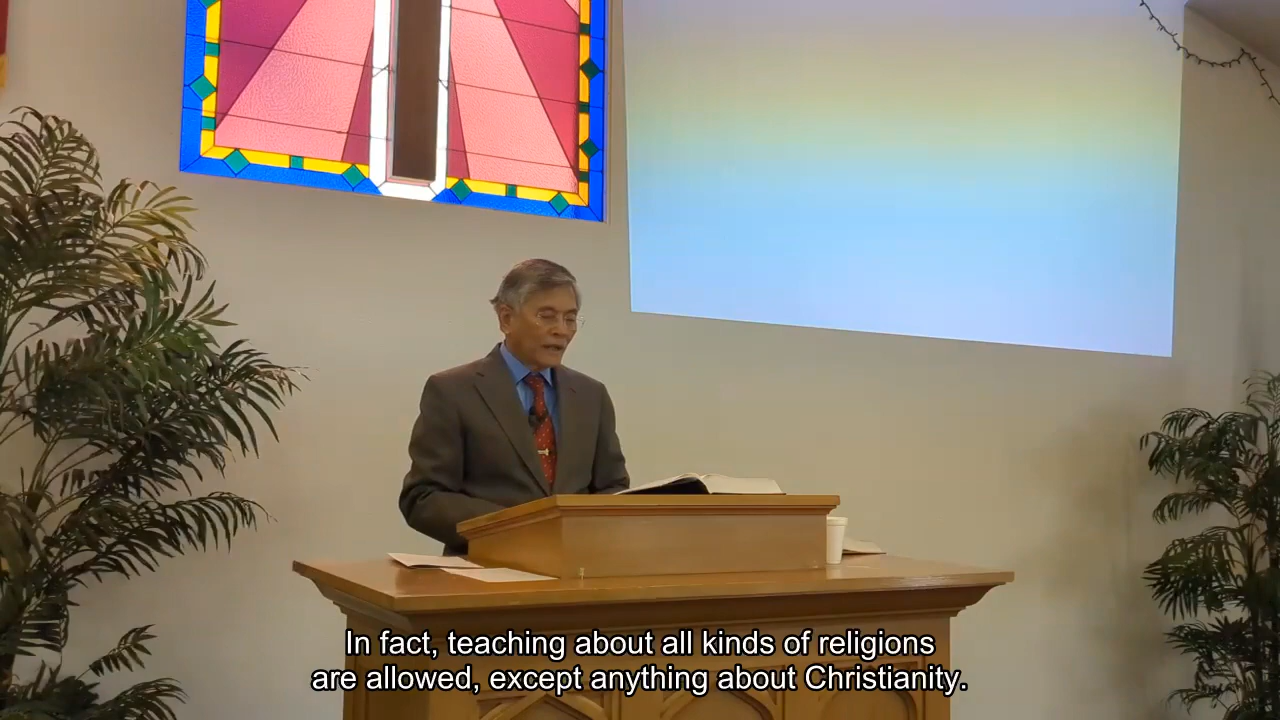 In fact, teaching about all kinds of religions
are allowed, except anything about Christianity.